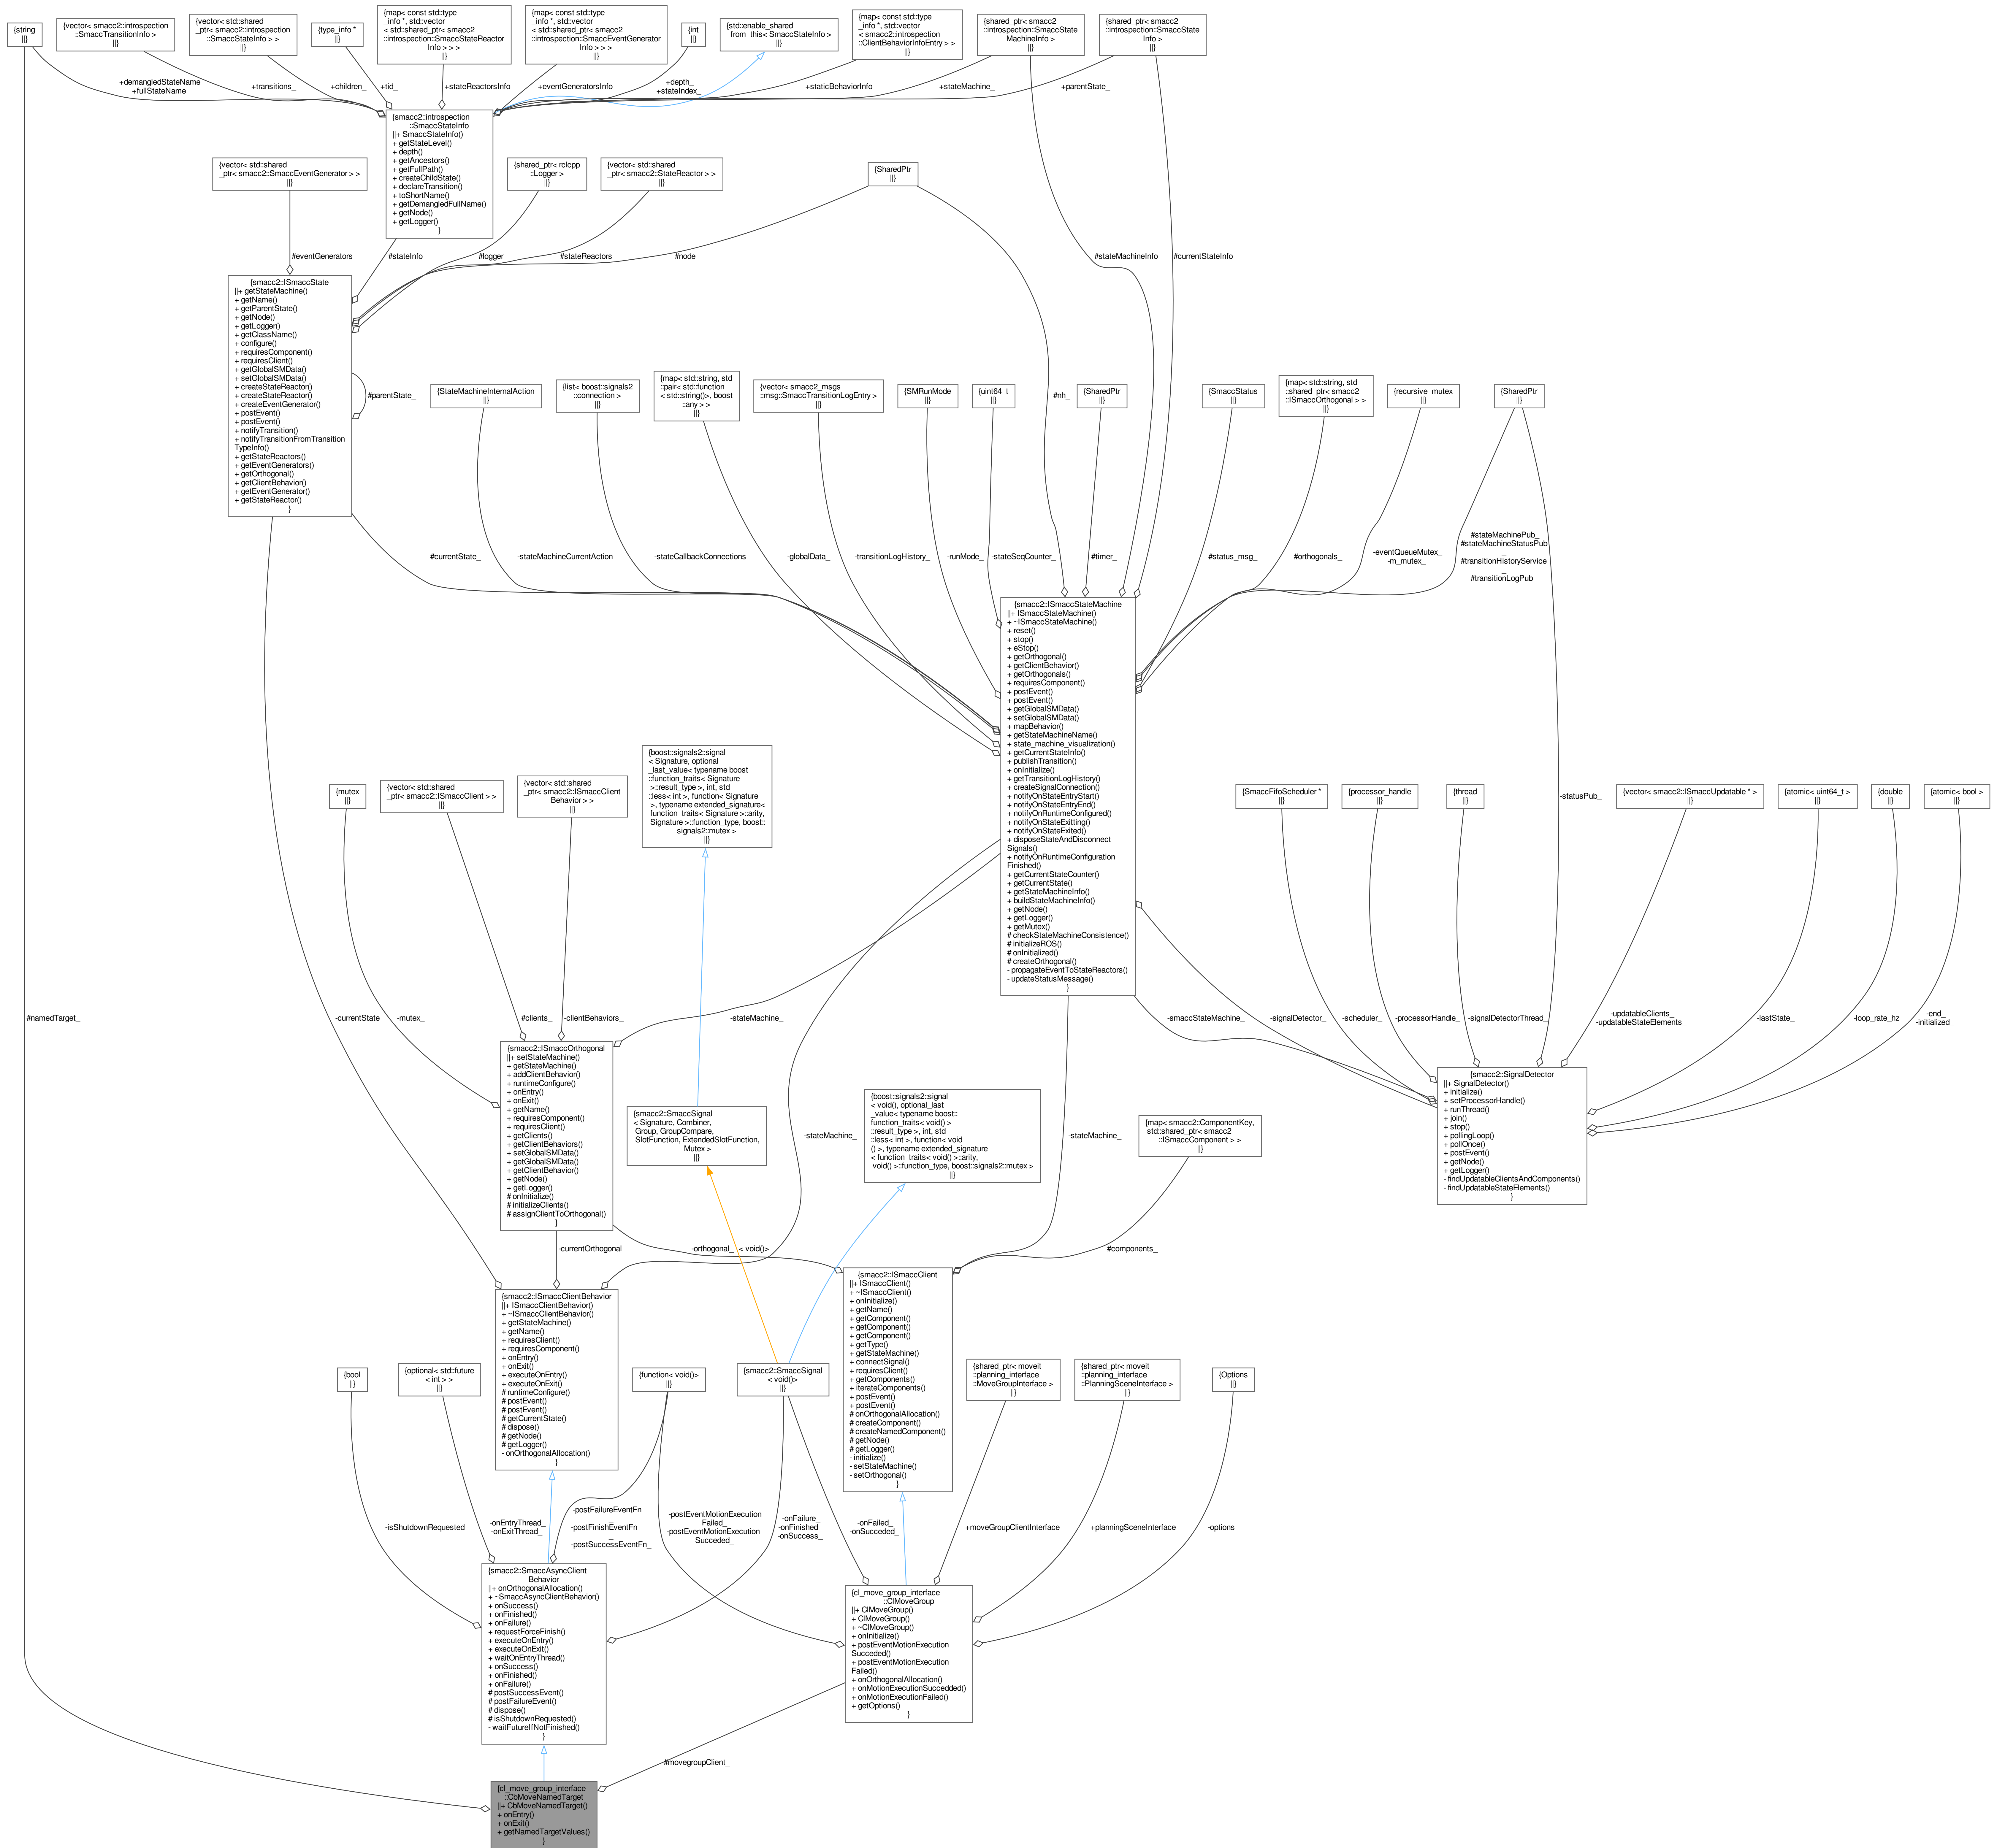 {string
||}
{vector< smacc2::introspection
::SmaccTransitionInfo >
||}
{vector< std::shared
_ptr< smacc2::introspection
::SmaccStateInfo > >
||}
{type_info *
||}
{map< const std::type
_info *, std::vector
< std::shared_ptr< smacc2
::introspection::SmaccStateReactor
Info > > >
||}
{map< const std::type
_info *, std::vector
< std::shared_ptr< smacc2
::introspection::SmaccEventGenerator
Info > > >
||}
{int
||}
{std::enable_shared
_from_this< SmaccStateInfo >
||}
{map< const std::type
_info *, std::vector
< smacc2::introspection
::ClientBehaviorInfoEntry > >
||}
{shared_ptr< smacc2
::introspection::SmaccState
MachineInfo >
||}
{shared_ptr< smacc2
::introspection::SmaccState
Info >
||}
+demangledStateName
+fullStateName
+transitions_
+children_
+tid_
+stateReactorsInfo
+eventGeneratorsInfo
+depth_
+stateIndex_
+staticBehaviorInfo
+stateMachine_
+parentState_
{smacc2::introspection
::SmaccStateInfo
||+ SmaccStateInfo()
+ getStateLevel()
+ depth()
+ getAncestors()
+ getFullPath()
+ createChildState()
+ declareTransition()
+ toShortName()
+ getDemangledFullName()
+ getNode()
+ getLogger()
}
{vector< std::shared
_ptr< smacc2::SmaccEventGenerator > >
||}
{shared_ptr< rclcpp
::Logger >
||}
{vector< std::shared
_ptr< smacc2::StateReactor > >
||}
{SharedPtr
||}
#eventGenerators_
#stateInfo_
#logger_
#stateReactors_
#node_
#stateMachineInfo_
#currentStateInfo_
{smacc2::ISmaccState
||+ getStateMachine()
+ getName()
+ getParentState()
+ getNode()
+ getLogger()
+ getClassName()
+ configure()
+ requiresComponent()
+ requiresClient()
+ getGlobalSMData()
+ setGlobalSMData()
+ createStateReactor()
+ createStateReactor()
+ createEventGenerator()
+ postEvent()
+ postEvent()
+ notifyTransition()
+ notifyTransitionFromTransition
TypeInfo()
+ getStateReactors()
+ getEventGenerators()
+ getOrthogonal()
+ getClientBehavior()
+ getEventGenerator()
+ getStateReactor()
}
#parentState_
#nh_
{StateMachineInternalAction
||}
{list< boost::signals2
::connection >
||}
{map< std::string, std
::pair< std::function
< std::string()>, boost
::any > >
||}
{vector< smacc2_msgs
::msg::SmaccTransitionLogEntry >
||}
{SMRunMode
||}
{uint64_t
||}
{SharedPtr
||}
{SmaccStatus
||}
{map< std::string, std
::shared_ptr< smacc2
::ISmaccOrthogonal > >
||}
{recursive_mutex
||}
{SharedPtr
||}
#currentState_
-stateMachineCurrentAction
-stateCallbackConnections
-globalData_
-transitionLogHistory_
-runMode_
-stateSeqCounter_
#timer_
#status_msg_
#orthogonals_
-eventQueueMutex_
-m_mutex_
#stateMachinePub_
#stateMachineStatusPub
_
#transitionHistoryService
_
#transitionLogPub_
{smacc2::ISmaccStateMachine
||+ ISmaccStateMachine()
+ ~ISmaccStateMachine()
+ reset()
+ stop()
+ eStop()
+ getOrthogonal()
+ getClientBehavior()
+ getOrthogonals()
+ requiresComponent()
+ postEvent()
+ postEvent()
+ getGlobalSMData()
+ setGlobalSMData()
+ mapBehavior()
+ getStateMachineName()
+ state_machine_visualization()
+ getCurrentStateInfo()
+ publishTransition()
+ onInitialize()
+ getTransitionLogHistory()
+ createSignalConnection()
+ notifyOnStateEntryStart()
+ notifyOnStateEntryEnd()
+ notifyOnRuntimeConfigured()
+ notifyOnStateExitting()
+ notifyOnStateExited()
+ disposeStateAndDisconnect
Signals()
+ notifyOnRuntimeConfiguration
Finished()
+ getCurrentStateCounter()
+ getCurrentState()
+ getStateMachineInfo()
+ buildStateMachineInfo()
+ getNode()
+ getLogger()
+ getMutex()
# checkStateMachineConsistence()
# initializeROS()
# onInitialized()
# createOrthogonal()
- propagateEventToStateReactors()
- updateStatusMessage()
}
{boost::signals2::signal
< Signature, optional
_last_value< typename boost
::function_traits< Signature
>::result_type >, int, std
::less< int >, function< Signature
>, typename extended_signature<
function_traits< Signature >::arity,
Signature >::function_type, boost::
signals2::mutex >
||}
{mutex
||}
{vector< std::shared
_ptr< smacc2::ISmaccClient > >
||}
{vector< std::shared
_ptr< smacc2::ISmaccClient
Behavior > >
||}
{SmaccFifoScheduler *
||}
{processor_handle
||}
{thread
||}
-statusPub_
{vector< smacc2::ISmaccUpdatable * >
||}
{atomic< uint64_t >
||}
{double
||}
{atomic< bool >
||}
#namedTarget_
-currentState
-mutex_
#clients_
-clientBehaviors_
-stateMachine_
-smaccStateMachine_
-signalDetector_
-scheduler_
-processorHandle_
-signalDetectorThread_
-updatableClients_
-updatableStateElements_
-lastState_
-loop_rate_hz
-end_
-initialized_
{smacc2::ISmaccOrthogonal
||+ setStateMachine()
+ getStateMachine()
+ addClientBehavior()
+ runtimeConfigure()
+ onEntry()
+ onExit()
+ getName()
+ requiresComponent()
+ requiresClient()
+ getClients()
+ getClientBehaviors()
+ setGlobalSMData()
+ getGlobalSMData()
+ getClientBehavior()
+ getNode()
+ getLogger()
# onInitialize()
# initializeClients()
# assignClientToOrthogonal()
}
{smacc2::SmaccSignal
< Signature, Combiner,
Group, GroupCompare,
SlotFunction, ExtendedSlotFunction,
Mutex >
||}
{boost::signals2::signal
< void(), optional_last
_value< typename boost::
function_traits< void() >
::result_type >, int, std
::less< int >, function< void
() >, typename extended_signature
< function_traits< void() >::arity,
void() >::function_type, boost::signals2::mutex >
||}
{map< smacc2::ComponentKey,
std::shared_ptr< smacc2
::ISmaccComponent > >
||}
{smacc2::SignalDetector
||+ SignalDetector()
+ initialize()
+ setProcessorHandle()
+ runThread()
+ join()
+ stop()
+ pollingLoop()
+ pollOnce()
+ postEvent()
+ getNode()
+ getLogger()
- findUpdatableClientsAndComponents()
- findUpdatableStateElements()
}
-stateMachine_
-stateMachine_
-currentOrthogonal
-orthogonal_
< void()>
#components_
{smacc2::ISmaccClientBehavior
||+ ISmaccClientBehavior()
+ ~ISmaccClientBehavior()
+ getStateMachine()
+ getName()
+ requiresClient()
+ requiresComponent()
+ onEntry()
+ onExit()
+ executeOnEntry()
+ executeOnExit()
# runtimeConfigure()
# postEvent()
# postEvent()
# getCurrentState()
# dispose()
# getNode()
# getLogger()
- onOrthogonalAllocation()
}
{smacc2::ISmaccClient
||+ ISmaccClient()
+ ~ISmaccClient()
+ onInitialize()
+ getName()
+ getComponent()
+ getComponent()
+ getComponent()
+ getType()
+ getStateMachine()
+ connectSignal()
+ requiresClient()
+ getComponents()
+ iterateComponents()
+ postEvent()
+ postEvent()
# onOrthogonalAllocation()
# createComponent()
# createNamedComponent()
# getNode()
# getLogger()
- initialize()
- setStateMachine()
- setOrthogonal()
}
{bool
||}
{optional< std::future
< int > >
||}
{function< void()>
||}
{smacc2::SmaccSignal
< void()>
||}
{shared_ptr< moveit
::planning_interface
::MoveGroupInterface >
||}
{shared_ptr< moveit
::planning_interface
::PlanningSceneInterface >
||}
{Options
||}
-isShutdownRequested_
-onEntryThread_
-onExitThread_
-postFailureEventFn
_
-postFinishEventFn
_
-postSuccessEventFn_
-postEventMotionExecution
Failed_
-postEventMotionExecution
Succeded_
-onFailure_
-onFinished_
-onSuccess_
-onFailed_
-onSucceded_
+moveGroupClientInterface
+planningSceneInterface
-options_
{smacc2::SmaccAsyncClient
Behavior
||+ onOrthogonalAllocation()
+ ~SmaccAsyncClientBehavior()
+ onSuccess()
+ onFinished()
+ onFailure()
+ requestForceFinish()
+ executeOnEntry()
+ executeOnExit()
+ waitOnEntryThread()
+ onSuccess()
+ onFinished()
+ onFailure()
# postSuccessEvent()
# postFailureEvent()
# dispose()
# isShutdownRequested()
- waitFutureIfNotFinished()
}
{cl_move_group_interface
::ClMoveGroup
||+ ClMoveGroup()
+ ClMoveGroup()
+ ~ClMoveGroup()
+ onInitialize()
+ postEventMotionExecution
Succeded()
+ postEventMotionExecution
Failed()
+ onOrthogonalAllocation()
+ onMotionExecutionSuccedded()
+ onMotionExecutionFailed()
+ getOptions()
}
#movegroupClient_
{cl_move_group_interface
::CbMoveNamedTarget
||+ CbMoveNamedTarget()
+ onEntry()
+ onExit()
+ getNamedTargetValues()
}